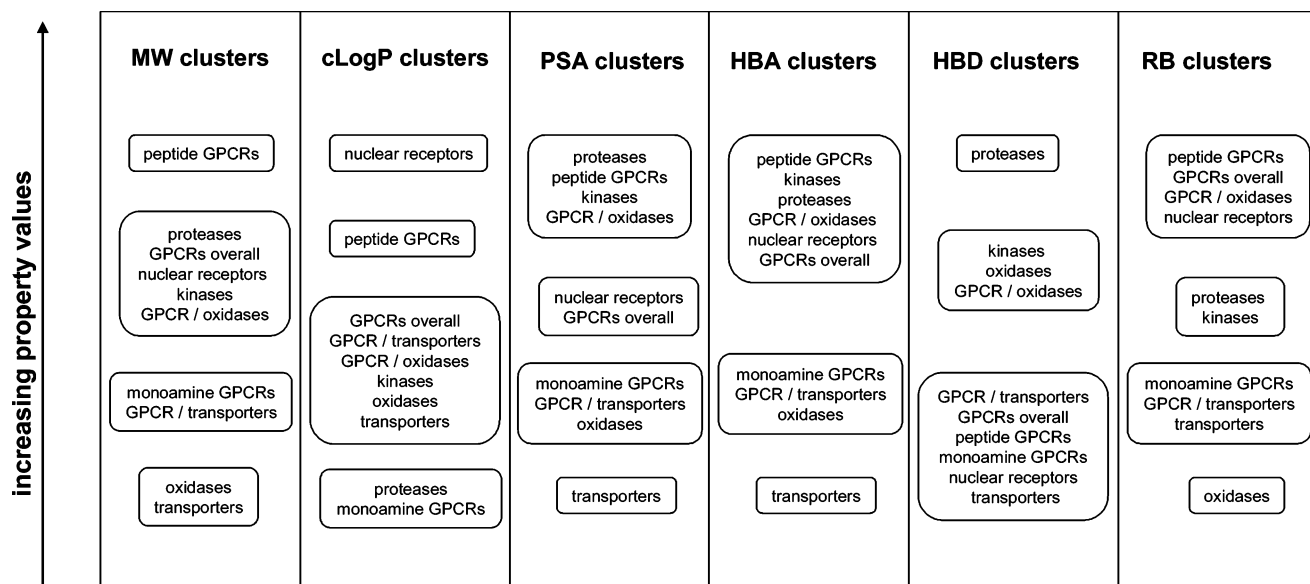 increasing property values
MW clusters
peptide GPCRs
proteases
GPCRs overall
nuclear receptors
kinases
GPCR / oxidases
monoamine GPCRs
GPCR / transporters
oxidases
transporters
cLogP clusters
nuclear receptors
peptide GPCRs
GPCRs overall
GPCR / transporters
GPCR / oxidases
kinases
oxidases
transporters
proteases
monoamine GPCRs
PSA clusters
proteases
peptide GPCRs
kinases
GPCR / oxidases
nuclear receptors
GPCRs overall
monoamine GPCRs
GPCR / transporters
oxidases
transporters
HBA clusters
peptide GPCRs
kinases
proteases
GPCR / oxidases
nuclear receptors
GPCRs overall
monoamine GPCRs
GPCR / transporters
oxidases
transporters
HBD clusters
proteases
kinases
oxidases
GPCR / oxidases
GPCR / transporters
GPCRs overall
peptide GPCRs
monoamine GPCRs
nuclear receptors
transporters
RB clusters
peptide GPCRs
GPCRs overall
GPCR / oxidases
nuclear receptors
proteases
kinases
monoamine GPCRs
GPCR / transporters
transporters
oxidases